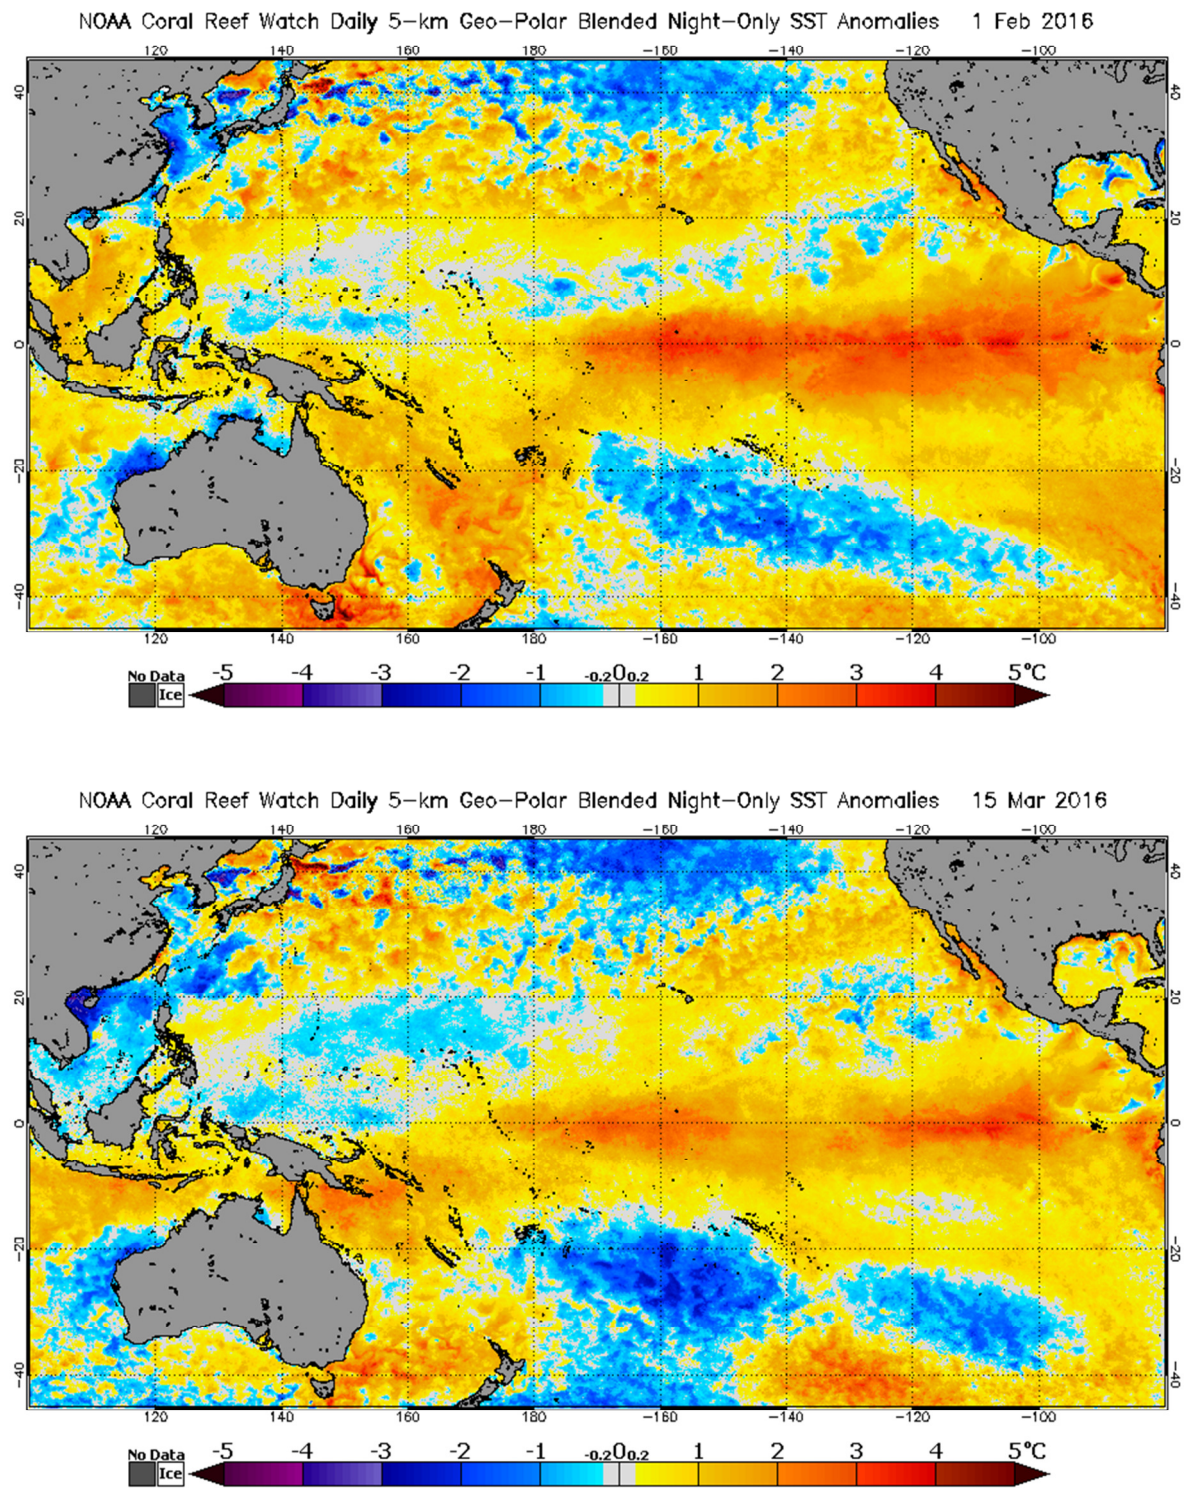 NOAA Coral Reef Watch Daily 5-km Geo-Polar Blended Night-Only SST Anomalies 1 Feb 2016
120 140 160 180 -160 -140 -120 -100
40 40
20 20
0 0
-20 -20
-40 -40
120 140 160 180 -160 -140 -120 -100
No Data -5 -4 -3 -2 -1 -0.2 0 0.2 1 2 3 4 5°C
Ice
NOAA Coral Reef Watch Daily 5-km Geo-Polar Blended Night-Only SST Anomalies 15 Mar 2016
120 140 160 180 -160 -140 -120 -100
40 40
20 20
0 0
-20 -20
-40 -40
120 140 160 180 -160 -140 -120 -100
No Data -5 -4 -3 -2 -1 -0.2 0 0.2 1 2 3 4 5°C
Ice